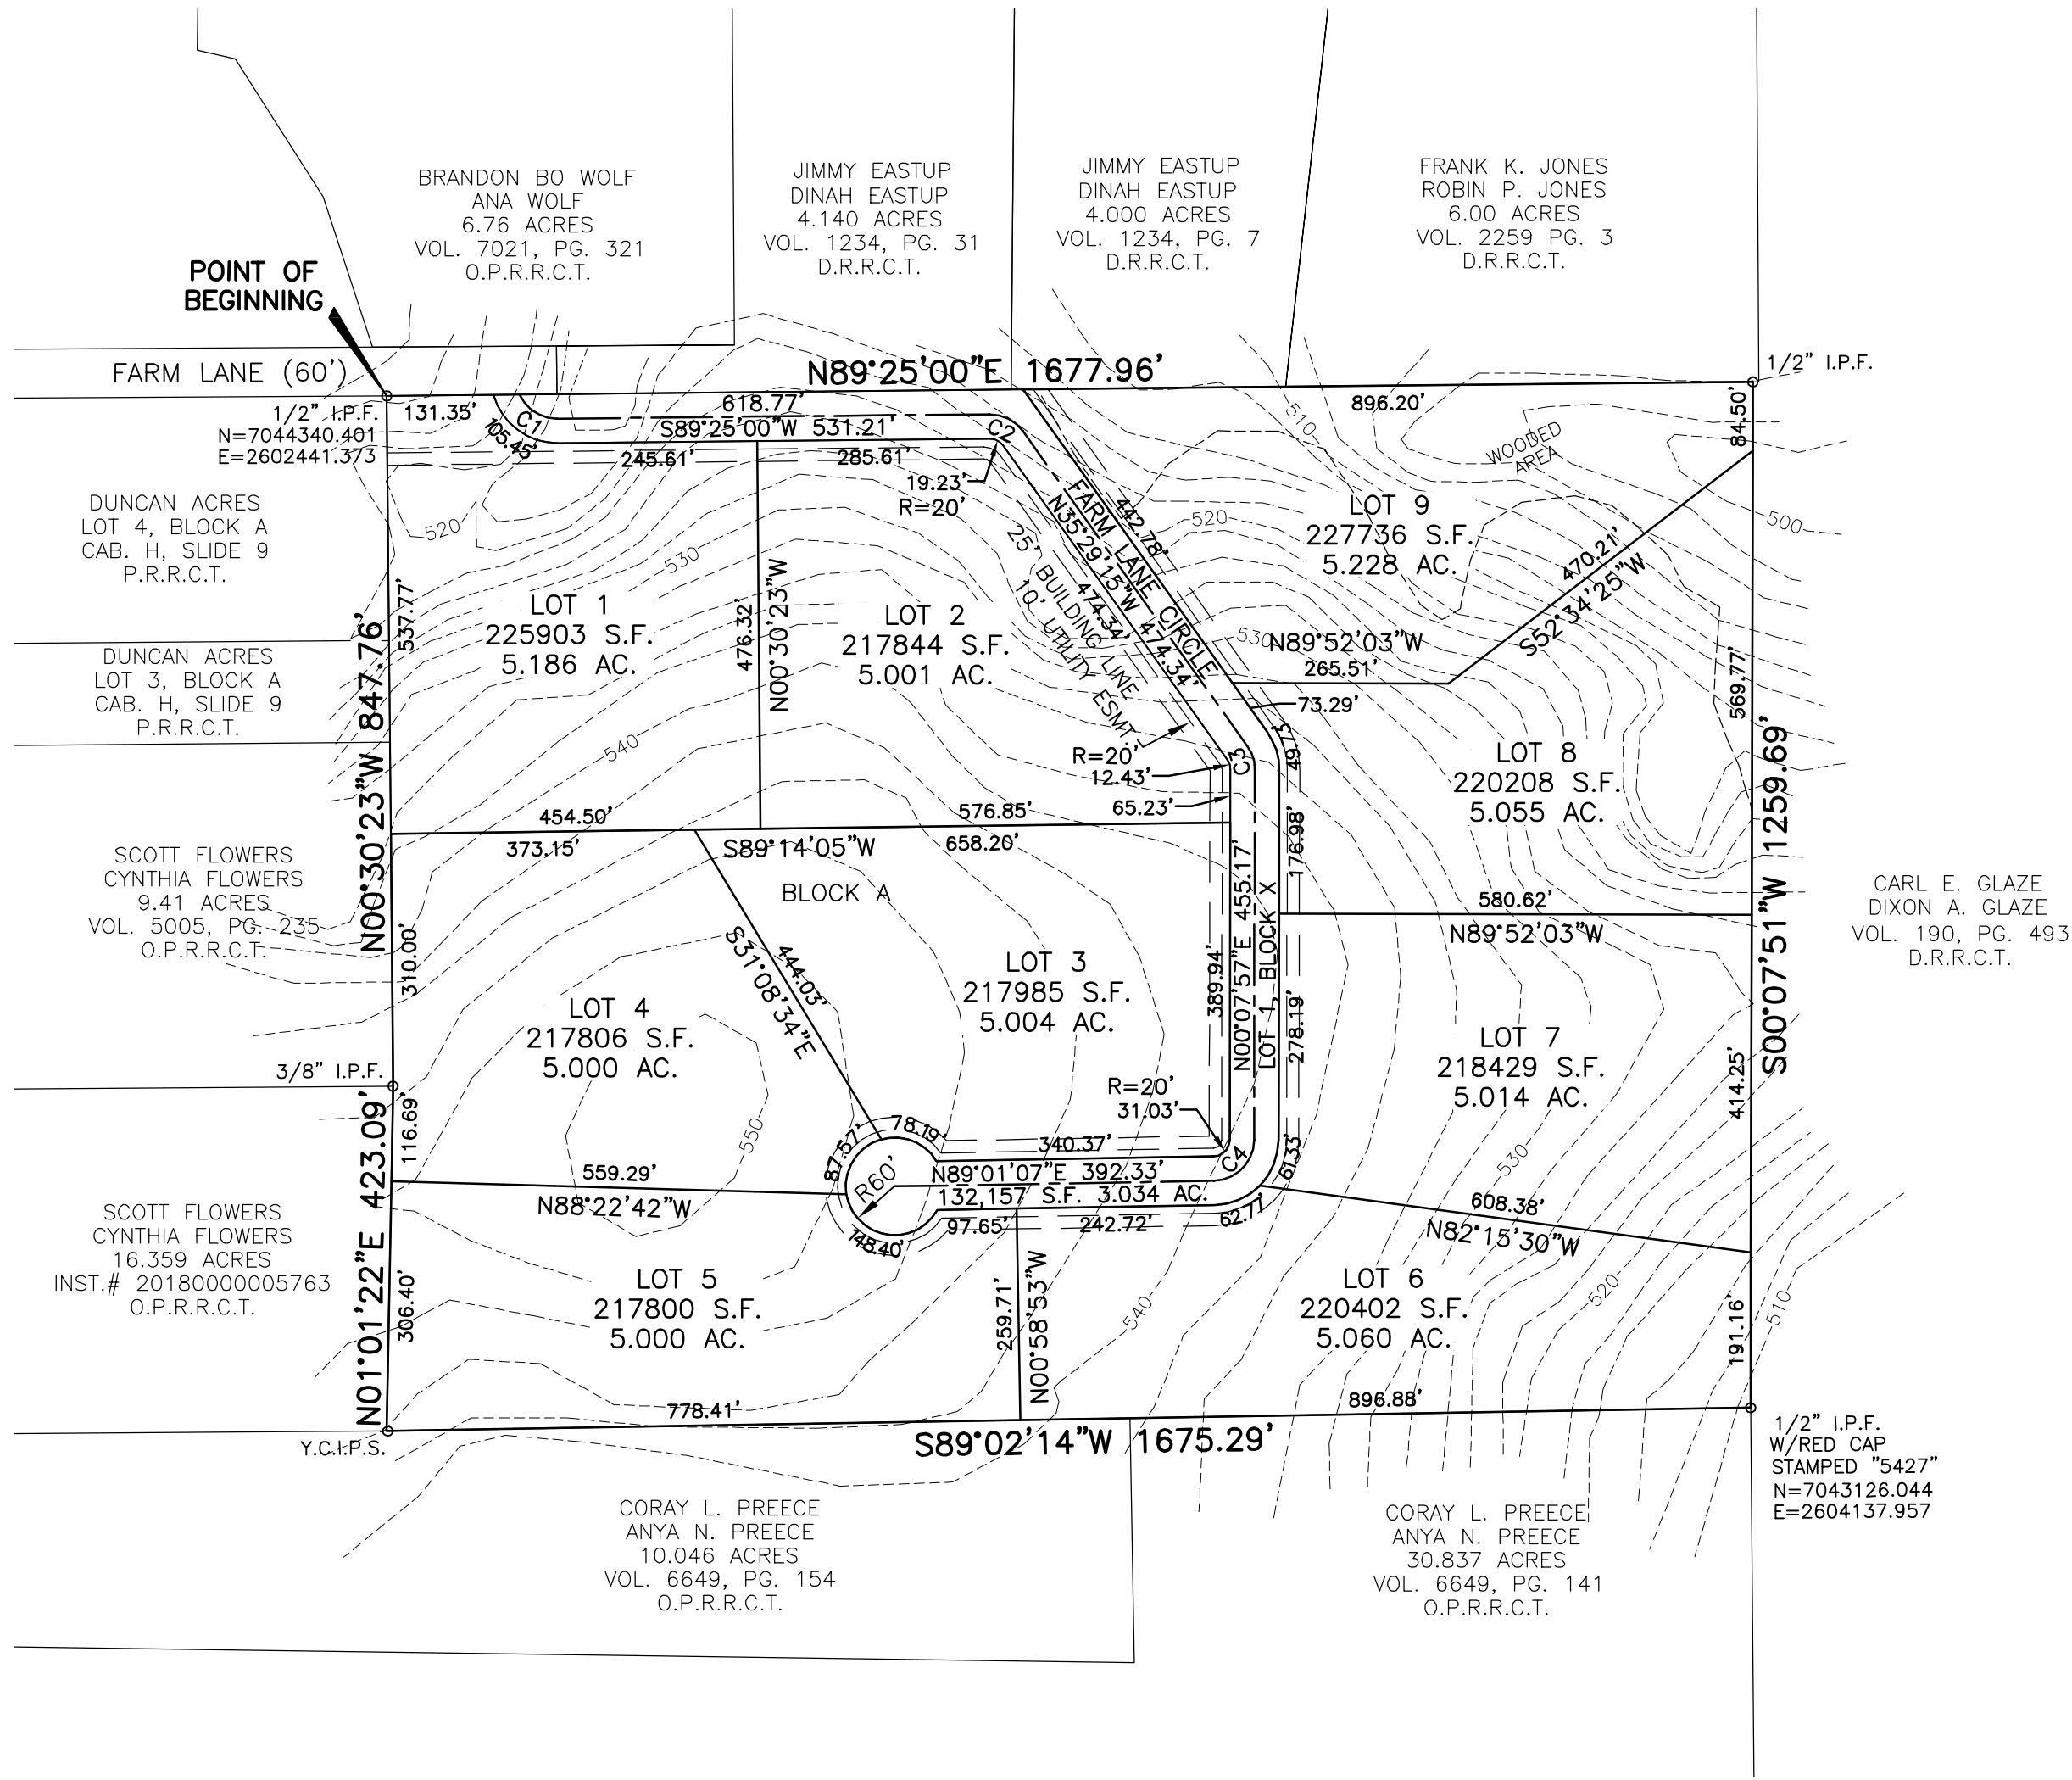 BRANDON BO WOLF
ANA WOLF
6.76 ACRES
VOL. 7021, PG. 321
O.P.R.R.C.T.
JIMMY EASTUP
DINAH EASTUP
4.140 ACRES
VOL. 1234, PG. 31
D.R.R.C.T.
JIMMY EASTUP
DINAH EASTUP
4.000 ACRES
VOL. 1234, PG. 7
D.R.R.C.T.
FRANK K. JONES
ROBIN P. JONES
6.00 ACRES
VOL. 2259 PG. 3
D.R.R.C.T.
POINT OF
BEGINNING
FARM LANE (60')
N89°25'00"E 1677.96'
1/2" I.P.F.
1/2" I.P.F.
N=7044340.401
E=2602441.373
131.35'
C1
105.45'
618.77'
S89°25'00"W 531.21'
245.61'
285.61'
C2
19.23'
R=20'
896.20'
84.50'
510
WOODED
AREA
500
DUNCAN ACRES
LOT 4, BLOCK A
CAB. H, SLIDE 9
P.R.R.C.T.
520
530
537.77'
LOT 1
225903 S.F.
5.186 AC.
476.32'
N00°30'23"W
LOT 2
217844 S.F.
5.001 AC.
25' BUILDING LINE
10' UTILITY ESMT.
474.34'
N35°29'15"W 474.34'
FARM LANE CIRCLE
442.78'
520
530
LOT 9
227736 S.F.
5.228 AC.
470.21'
S52°34'25"W
N89°52'03"W
265.51'
73.29'
DUNCAN ACRES
LOT 3, BLOCK A
CAB. H, SLIDE 9
P.R.R.C.T.
N00°30'23"W 847.76'
540
R=20'
12.43'
C3
49.73'
65.23'
LOT 8
220208 S.F.
5.055 AC.
569.77'
S00°07'51"W 1259.69'
454.50'
576.85'
373.15'
S89°14'05"W
658.20'
176.98'
SCOTT FLOWERS
CYNTHIA FLOWERS
9.41 ACRES
VOL. 5005, PG. 235
O.P.R.R.C.T.
310.00'
BLOCK A
444.03'
S31°08'34"E
LOT 3
217985 S.F.
5.004 AC.
389.94'
N00°07'57"E 455.17'
LOT 1, BLOCK X
278.19'
580.62'
N89°52'03"W
CARL E. GLAZE
DIXON A. GLAZE
VOL. 190, PG. 493
D.R.R.C.T.
LOT 4
217806 S.F.
5.000 AC.
LOT 7
218429 S.F.
5.014 AC.
414.25'
3/8" I.P.F.
116.69'
N01°01'22"E 423.09'
550
R=20'
31.03'
78.19'
87.57'
R60'
340.37'
C4
61.33'
530
559.29'
N88°22'42"W
N89°01'07"E 392.33'
132,157 S.F. 3.034 AC.
97.65'
242.72'
62.77'
148.40'
608.38'
N82°15'30"W
SCOTT FLOWERS
CYNTHIA FLOWERS
16.359 ACRES
INST.# 20180000005763
O.P.R.R.C.T.
306.40'
LOT 5
217800 S.F.
5.000 AC.
259.71'
N00°58'53"W
540
LOT 6
220402 S.F.
5.060 AC.
520
510
191.16'
778.41'
896.88'
Y.C.I.P.S.
S89°02'14"W 1675.29'
1/2" I.P.F.
W/RED CAP
STAMPED "5427"
N=7043126.044
E=2604137.957
CORAY L. PREECE
ANYA N. PREECE
10.046 ACRES
VOL. 6649, PG. 154
O.P.R.R.C.T.
CORAY L. PREECE
ANYA N. PREECE
30.837 ACRES
VOL. 6649, PG. 141
O.P.R.R.C.T.